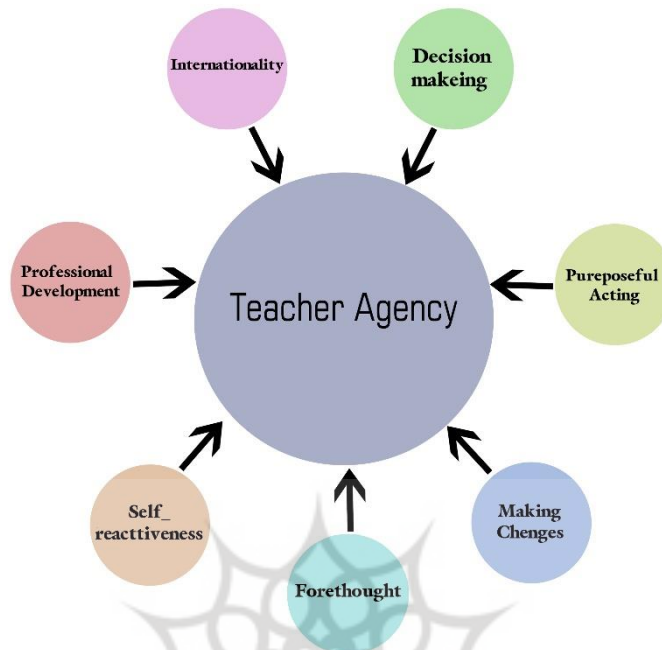 Internationality
Decision
makeing
Professional
Development
Teacher Agency
Pureposeful
Acting
Self_
reacttiveness
Forethought
Making
Chenges